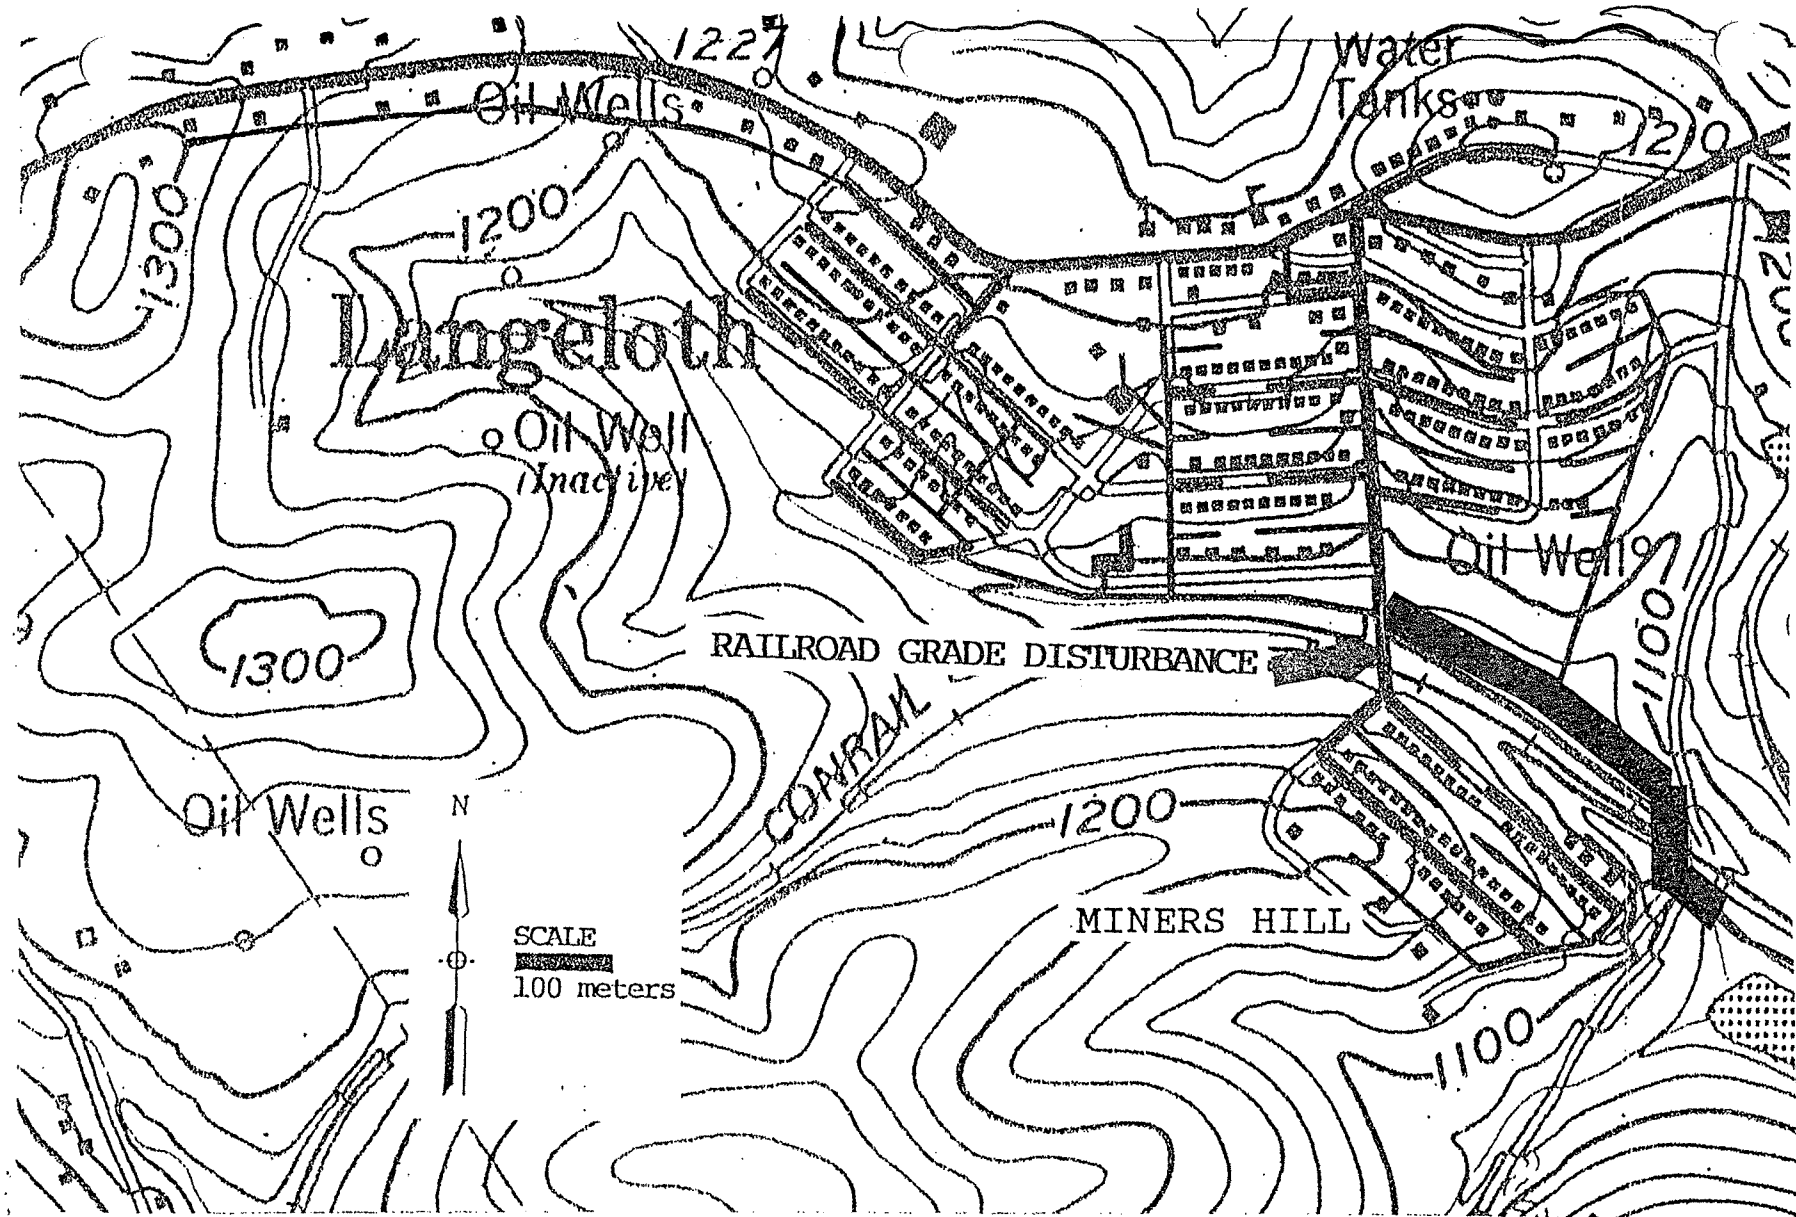 1227
Water
Tanks
Oil Wells
1210
1300
1200
1200
Langeloth
Oil Well
(Inactive)
Oil Well
1100
RAILROAD GRADE DISTURBANCE
1300
CONRAIL
Oil Wells
N
1200
MINERS HILL
SCALE
100 meters
1100